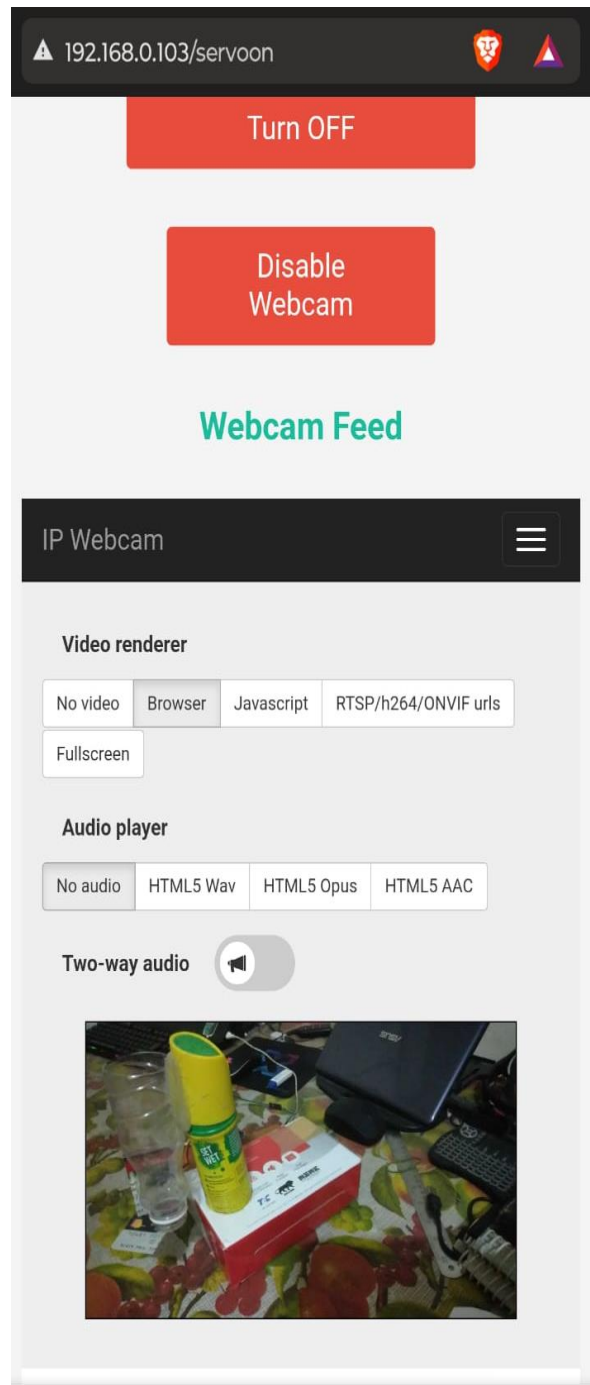 192.168.0.103/servoon
Turn OFF
Disable
Webcam
Webcam Feed
IP Webcam
Video renderer
No video Browser Javascript RTSP/h264/ONVIF urls
Fullscreen
Audio player
No audio HTML5 Wav HTML5 Opus HTML5 AAC
Two-way audio
ASUS
SET
WET
TS